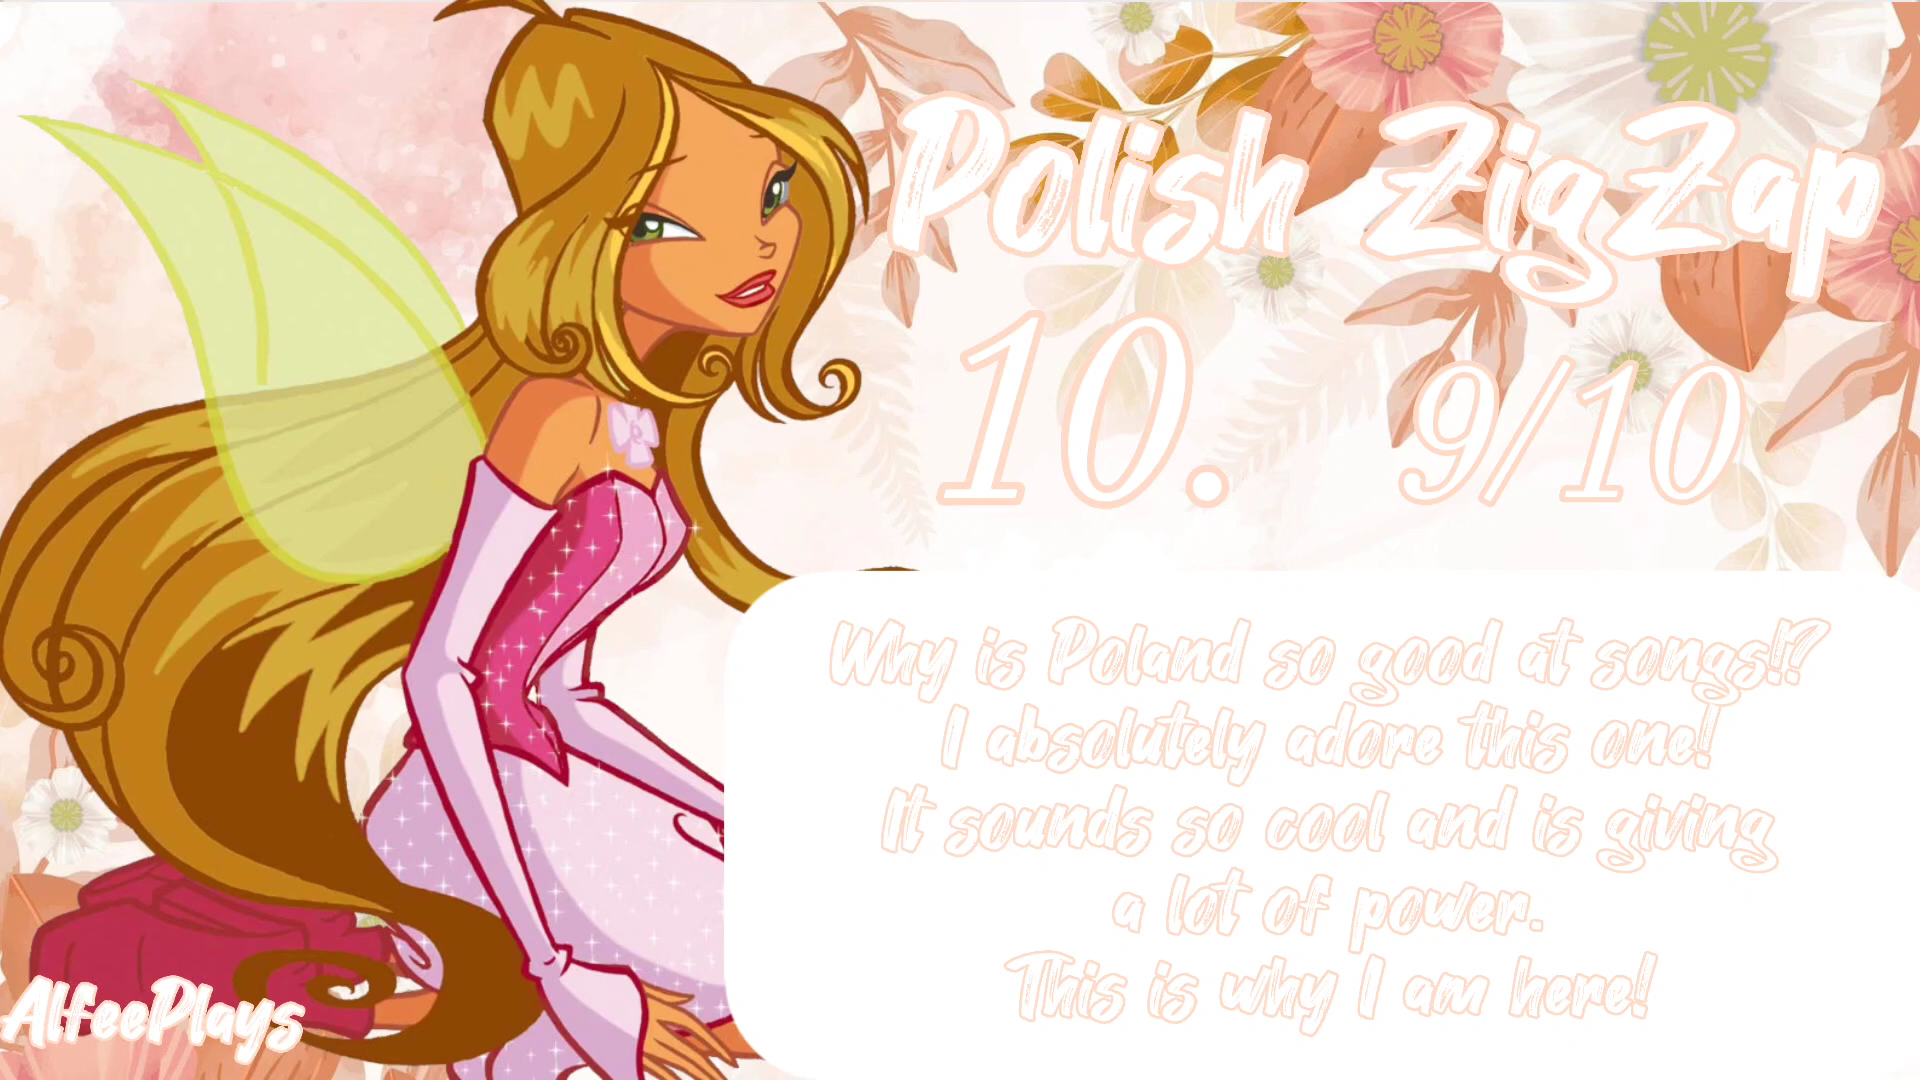 Polish ZigZap
10. 9/10
Why is Poland so good at songs!?
I absolutely adore this one!
It sounds so cool and is giving
a lot of power.
This is why I am here!
AlfeePlays